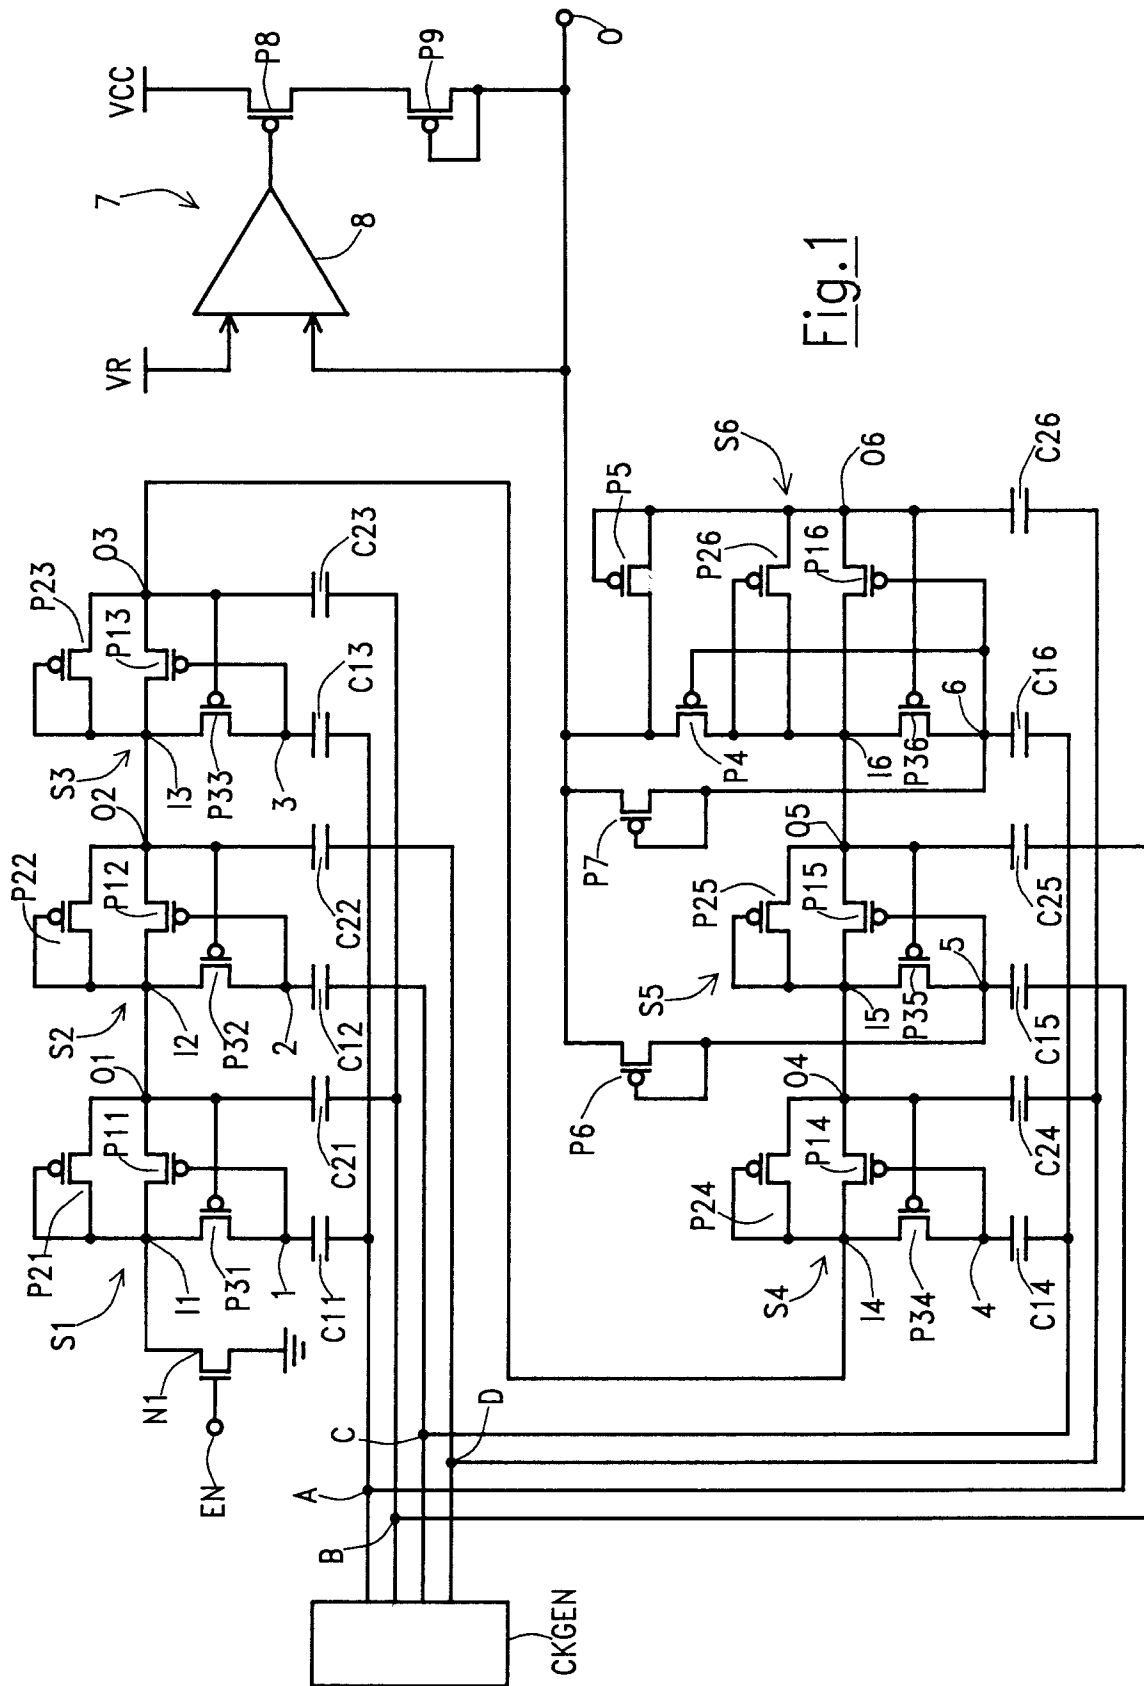 VCC
P8
P9
O
7
8
VR
Fig.1
S1
P21
P11
O1
I1
P31
1
C11
C21
N1
EN
S2
P22
P12
O2
I2
P32
2
C12
C22
S3
P23
P13
O3
I3
P33
3
C13
C23
A
B
C
D
CKGEN
S4
P24
P14
O4
I4
P34
4
C14
C24
P6
S5
P25
P15
O5
I5
P35
5
C15
C25
P7
P4
P5
S6
P26
P16
O6
I6
P36
6
C16
C26